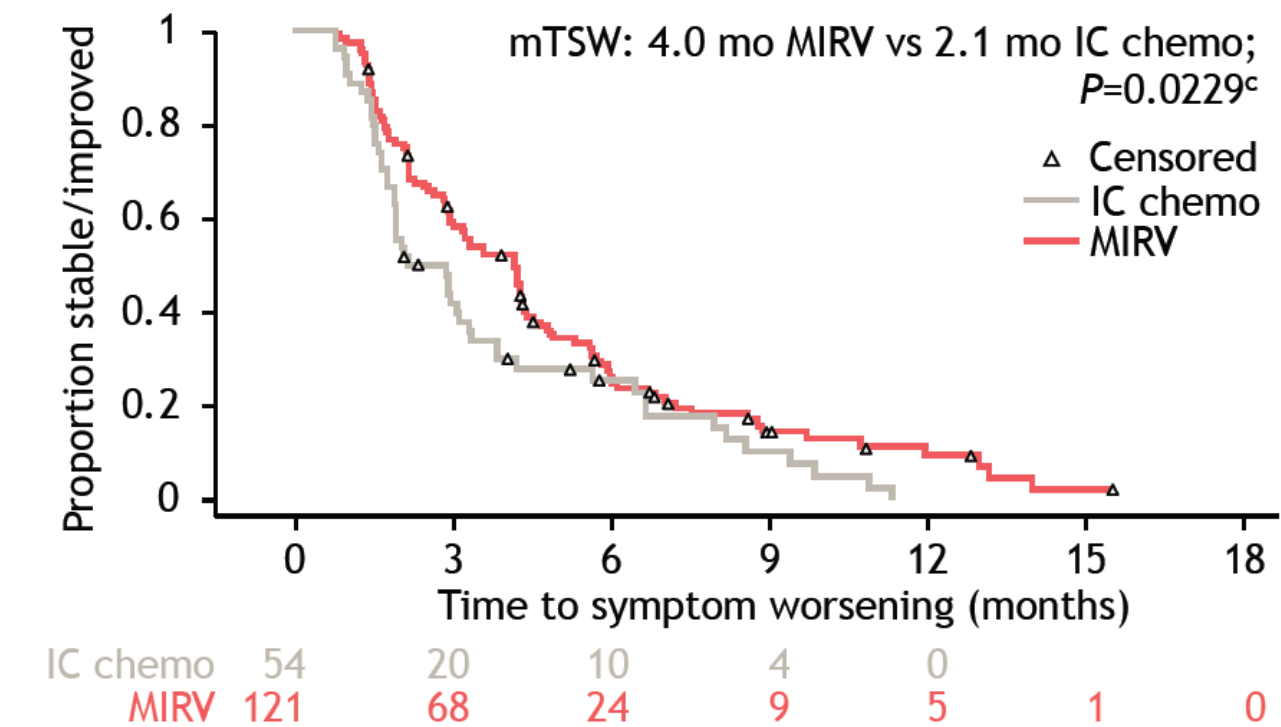 mTSW: 4.0 mo MIRV vs 2.1 mo IC chemo;
P=0.0229ᶜ
Censored
IC chemo
MIRV
Proportion stable/improved
1
0.8
0.6
0.4
0.2
0
0 3 6 9 12 15 18
Time to symptom worsening (months)
IC chemo 54 20 10 4 0
MIRV 121 68 24 9 5 1 0